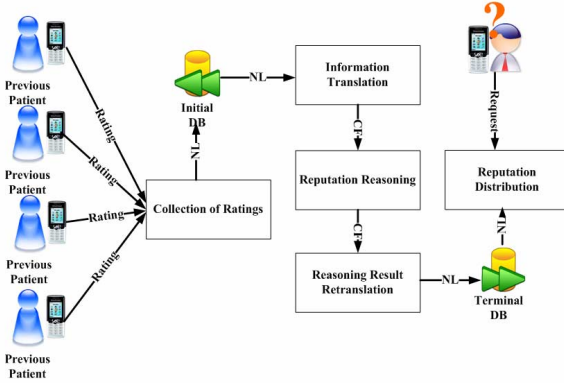 Previous
Patient
Previous
Patient
Previous
Patient
Previous
Patient
Rating
Rating
Rating
Rating
Collection of Ratings
NL
Initial
DB
NL
Information
Translation
CF
Reputation Reasoning
CF
Reasoning Result
Retranslation
NL
Terminal
DB
NL
Reputation
Distribution
Request
?